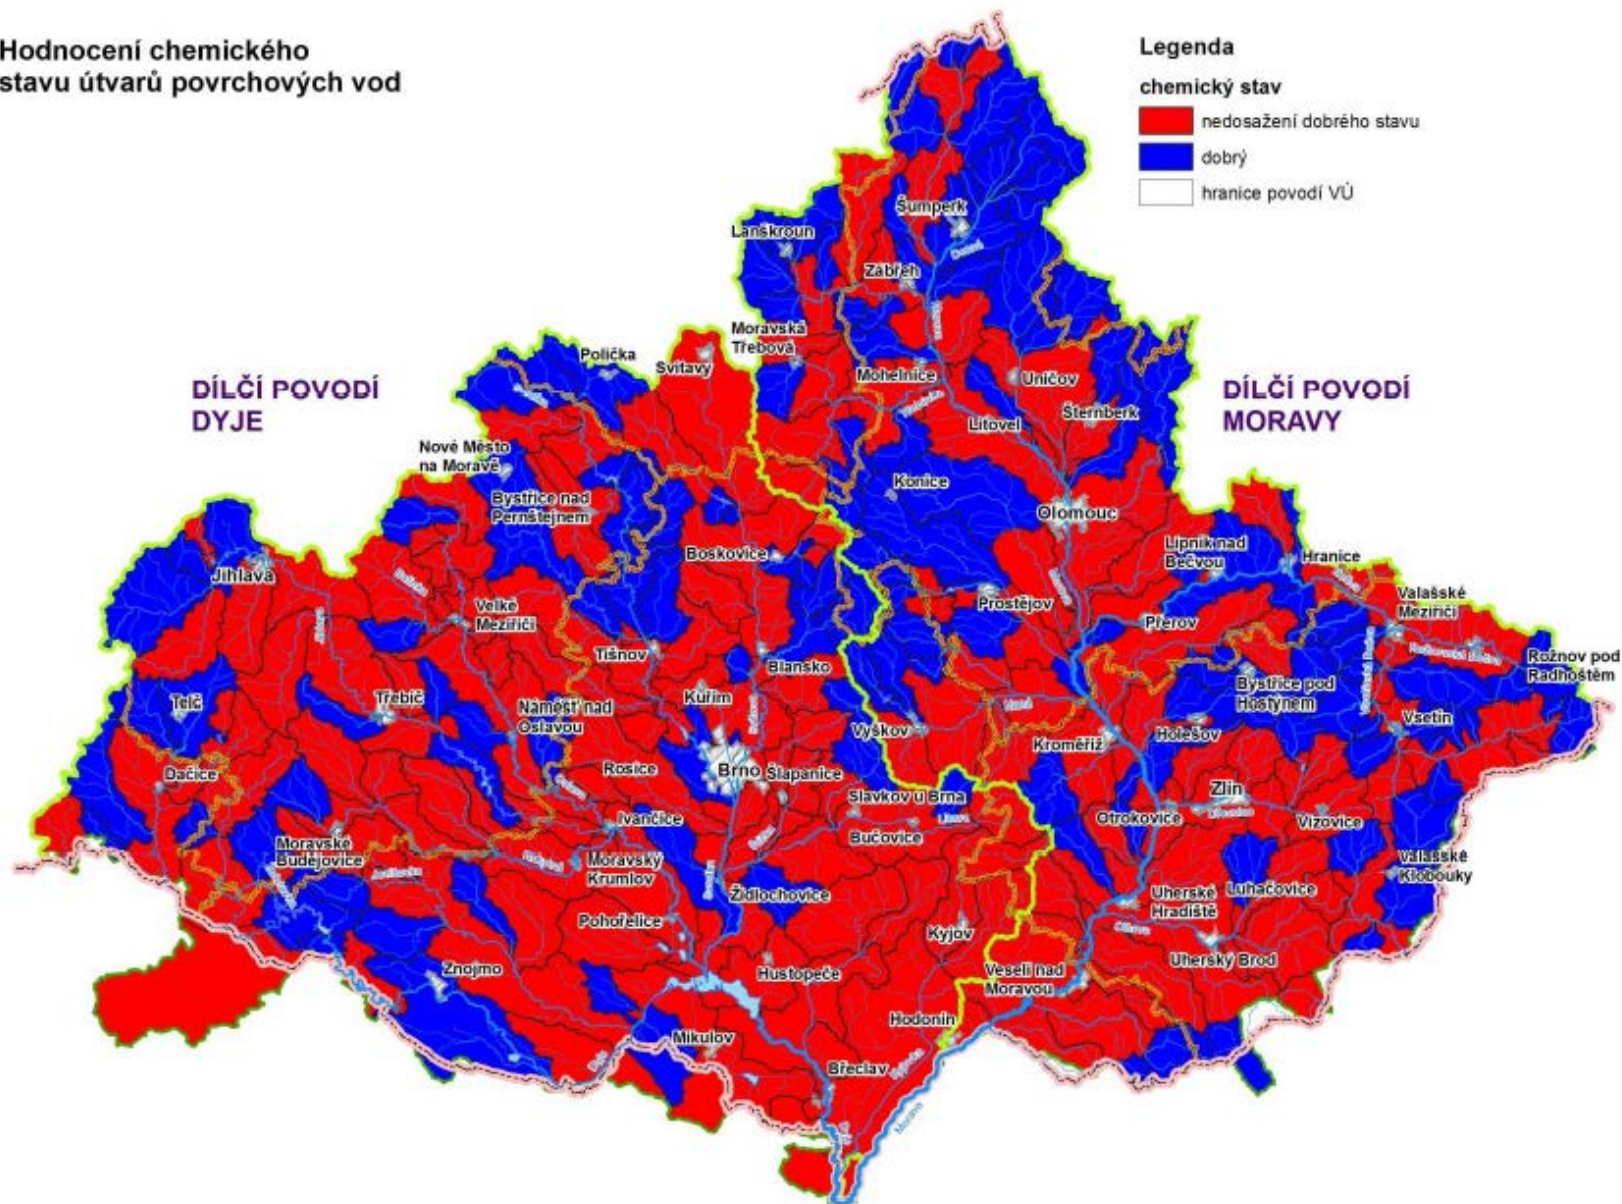 Hodnocení chemického
stavu útvarů povrchových vod
Legenda
chemický stav
nedosažení dobrého stavu
dobrý
hranice povodí VÚ
DÍLČÍ POVODÍ
DYJE
DÍLČÍ POVODÍ
MORAVY
Šumperk
Lanškroun
Zábřeh
Moravská
Třebová
Polička
Svitavy
Mohelnice
Uničov
Šternberk
Litovel
Nové Město
na Moravě
Konice
Bystřice nad
Pernštejnem
Olomouc
Boskovice
Lipník nad
Bečvou
Hranice
Jihlava
Valašské
Meziříčí
Prostějov
Velké
Meziříčí
Přerov
Tišnov
Blansko
Rožnov pod
Radhoštěm
Bystřice pod
Hostýnem
Telč
Třebíč
Kuřim
Náměšť nad
Oslavou
Vsetín
Vyškov
Holešov
Kroměříž
Dačice
Rosice
Brno
Šlapanice
Slavkov u Brna
Zlín
Otrokovice
Vizovice
Ivančice
Bučovice
Moravské
Budějovice
Moravský
Krumlov
Valašské
Klobouky
Židlochovice
Uherské
Hradiště
Luhačovice
Pohořelice
Kyjov
Uherský Brod
Znojmo
Hustopeče
Veselí nad
Moravou
Hodonín
Mikulov
Břeclav
Morava